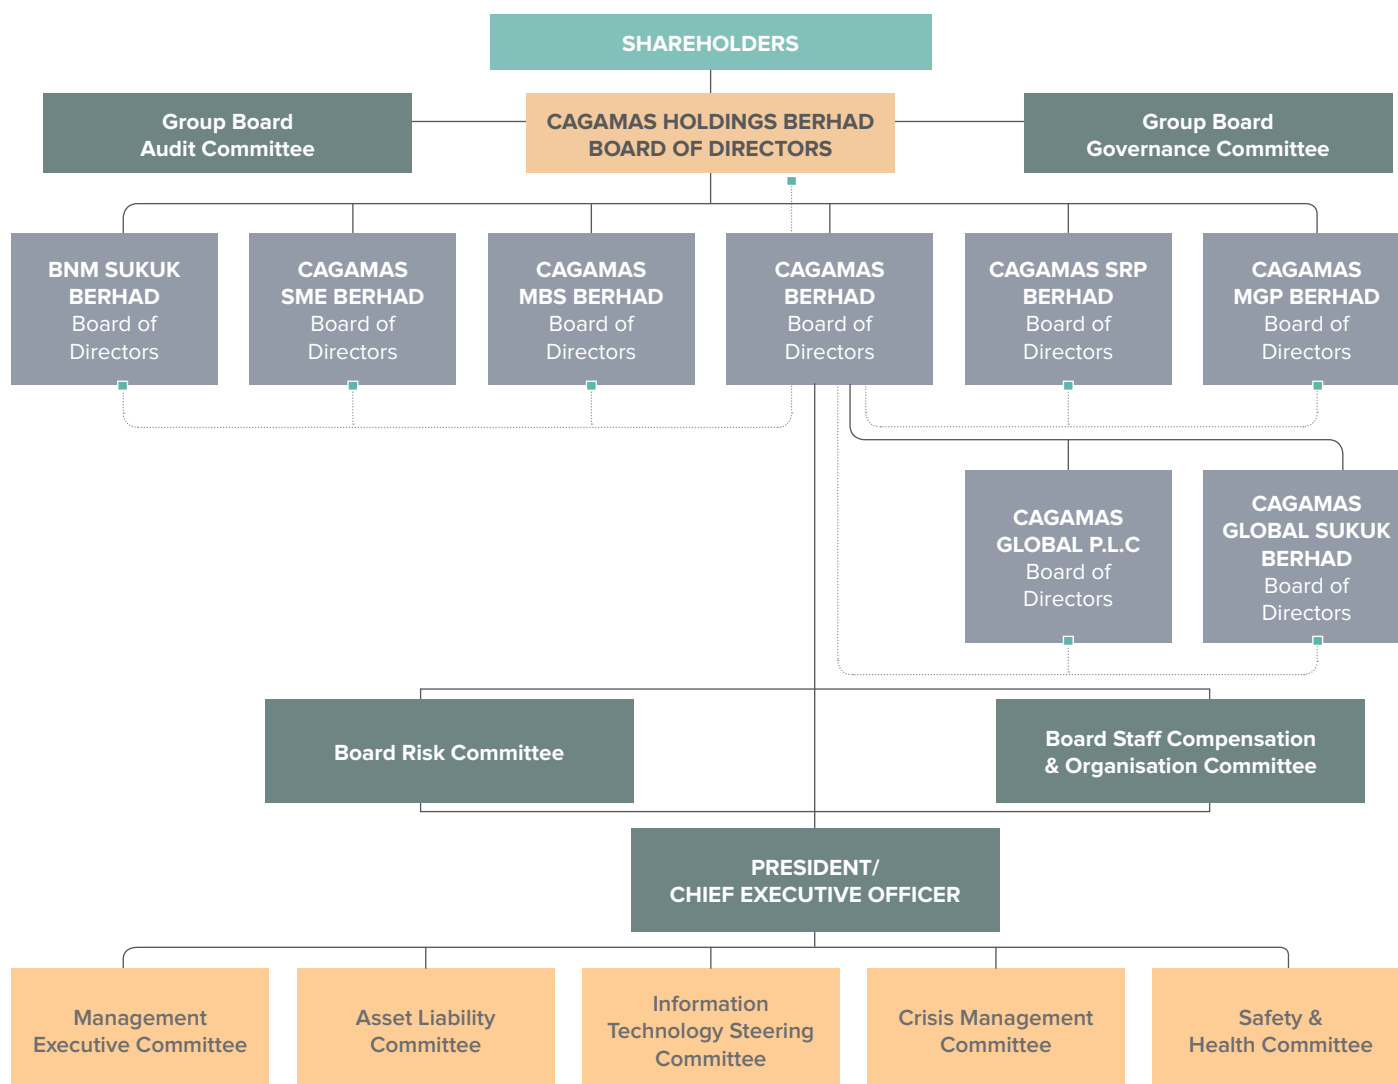 SHAREHOLDERS
Group Board
Audit Committee
CAGAMAS HOLDINGS BERHAD
BOARD OF DIRECTORS
Group Board
Governance Committee
BNM SUKUK
BERHAD
Board of
Directors
CAGAMAS
SME BERHAD
Board of
Directors
CAGAMAS
MBS BERHAD
Board of
Directors
CAGAMAS
BERHAD
Board of
Directors
CAGAMAS SRP
BERHAD
Board of
Directors
CAGAMAS
MGP BERHAD
Board of
Directors
CAGAMAS
GLOBAL P.L.C
Board of
Directors
CAGAMAS
GLOBAL SUKUK
BERHAD
Board of
Directors
Board Risk Committee
Board Staff Compensation
& Organisation Committee
PRESIDENT/
CHIEF EXECUTIVE OFFICER
Management
Executive Committee
Asset Liability
Committee
Information
Technology Steering
Committee
Crisis Management
Committee
Safety &
Health Committee